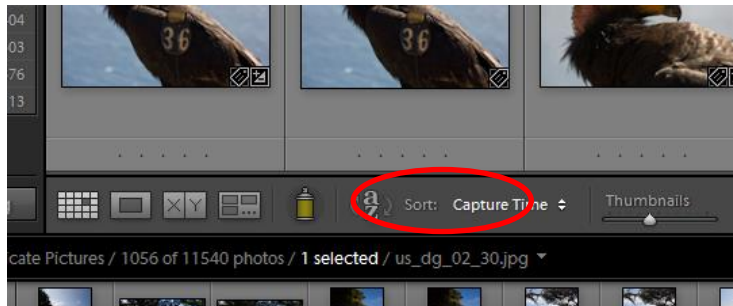 04
03
76
13
36
36
g
X Y
a
z
Sort: Capture Time
Thumbnails
cate Pictures / 1056 of 11540 photos / 1 selected / us_dg_02_30.jpg